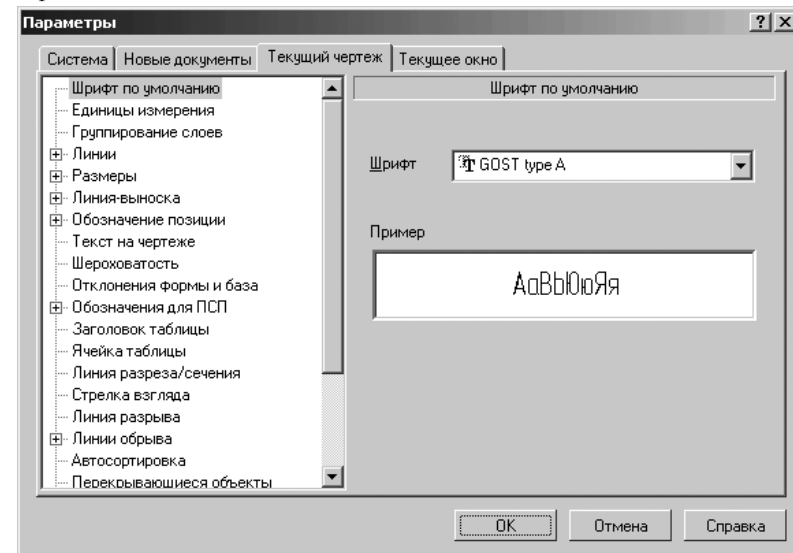 Параметры
Система Новые документы Текущий чертеж Текущее окно
Шрифт по умолчанию
Единицы измерения
Группирование слоев
Линии
Размеры
Линия-выноска
Обозначение позиции
Текст на чертеже
Шероховатость
Отклонения формы и база
Обозначения для ПСП
Заголовок таблицы
Ячейка таблицы
Линия разреза/сечения
Стрелка взгляда
Линия разрыва
Линии обрыва
Автосортировка
Перекрывающиеся объекты
Шрифт по умолчанию
Шрифт GOST type A
Пример
АаВЬЮюЯя
OK Отмена Справка